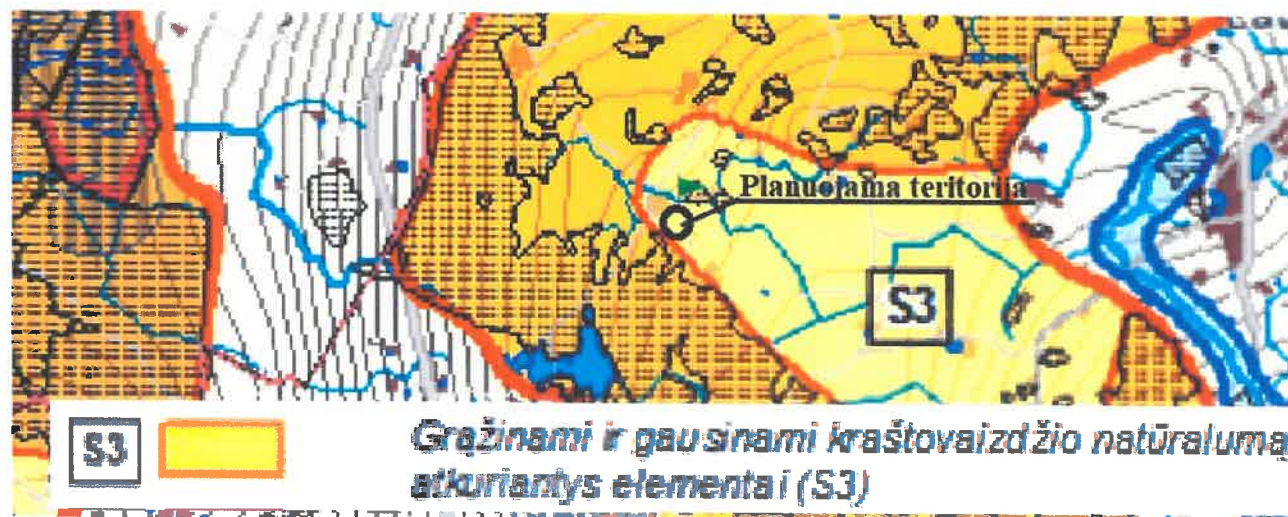 Planuojama teritorija
S3
S3
Grąžinami ir gausinami kraštovaizdžio natūralumą
atkuriantys elementai (S3)